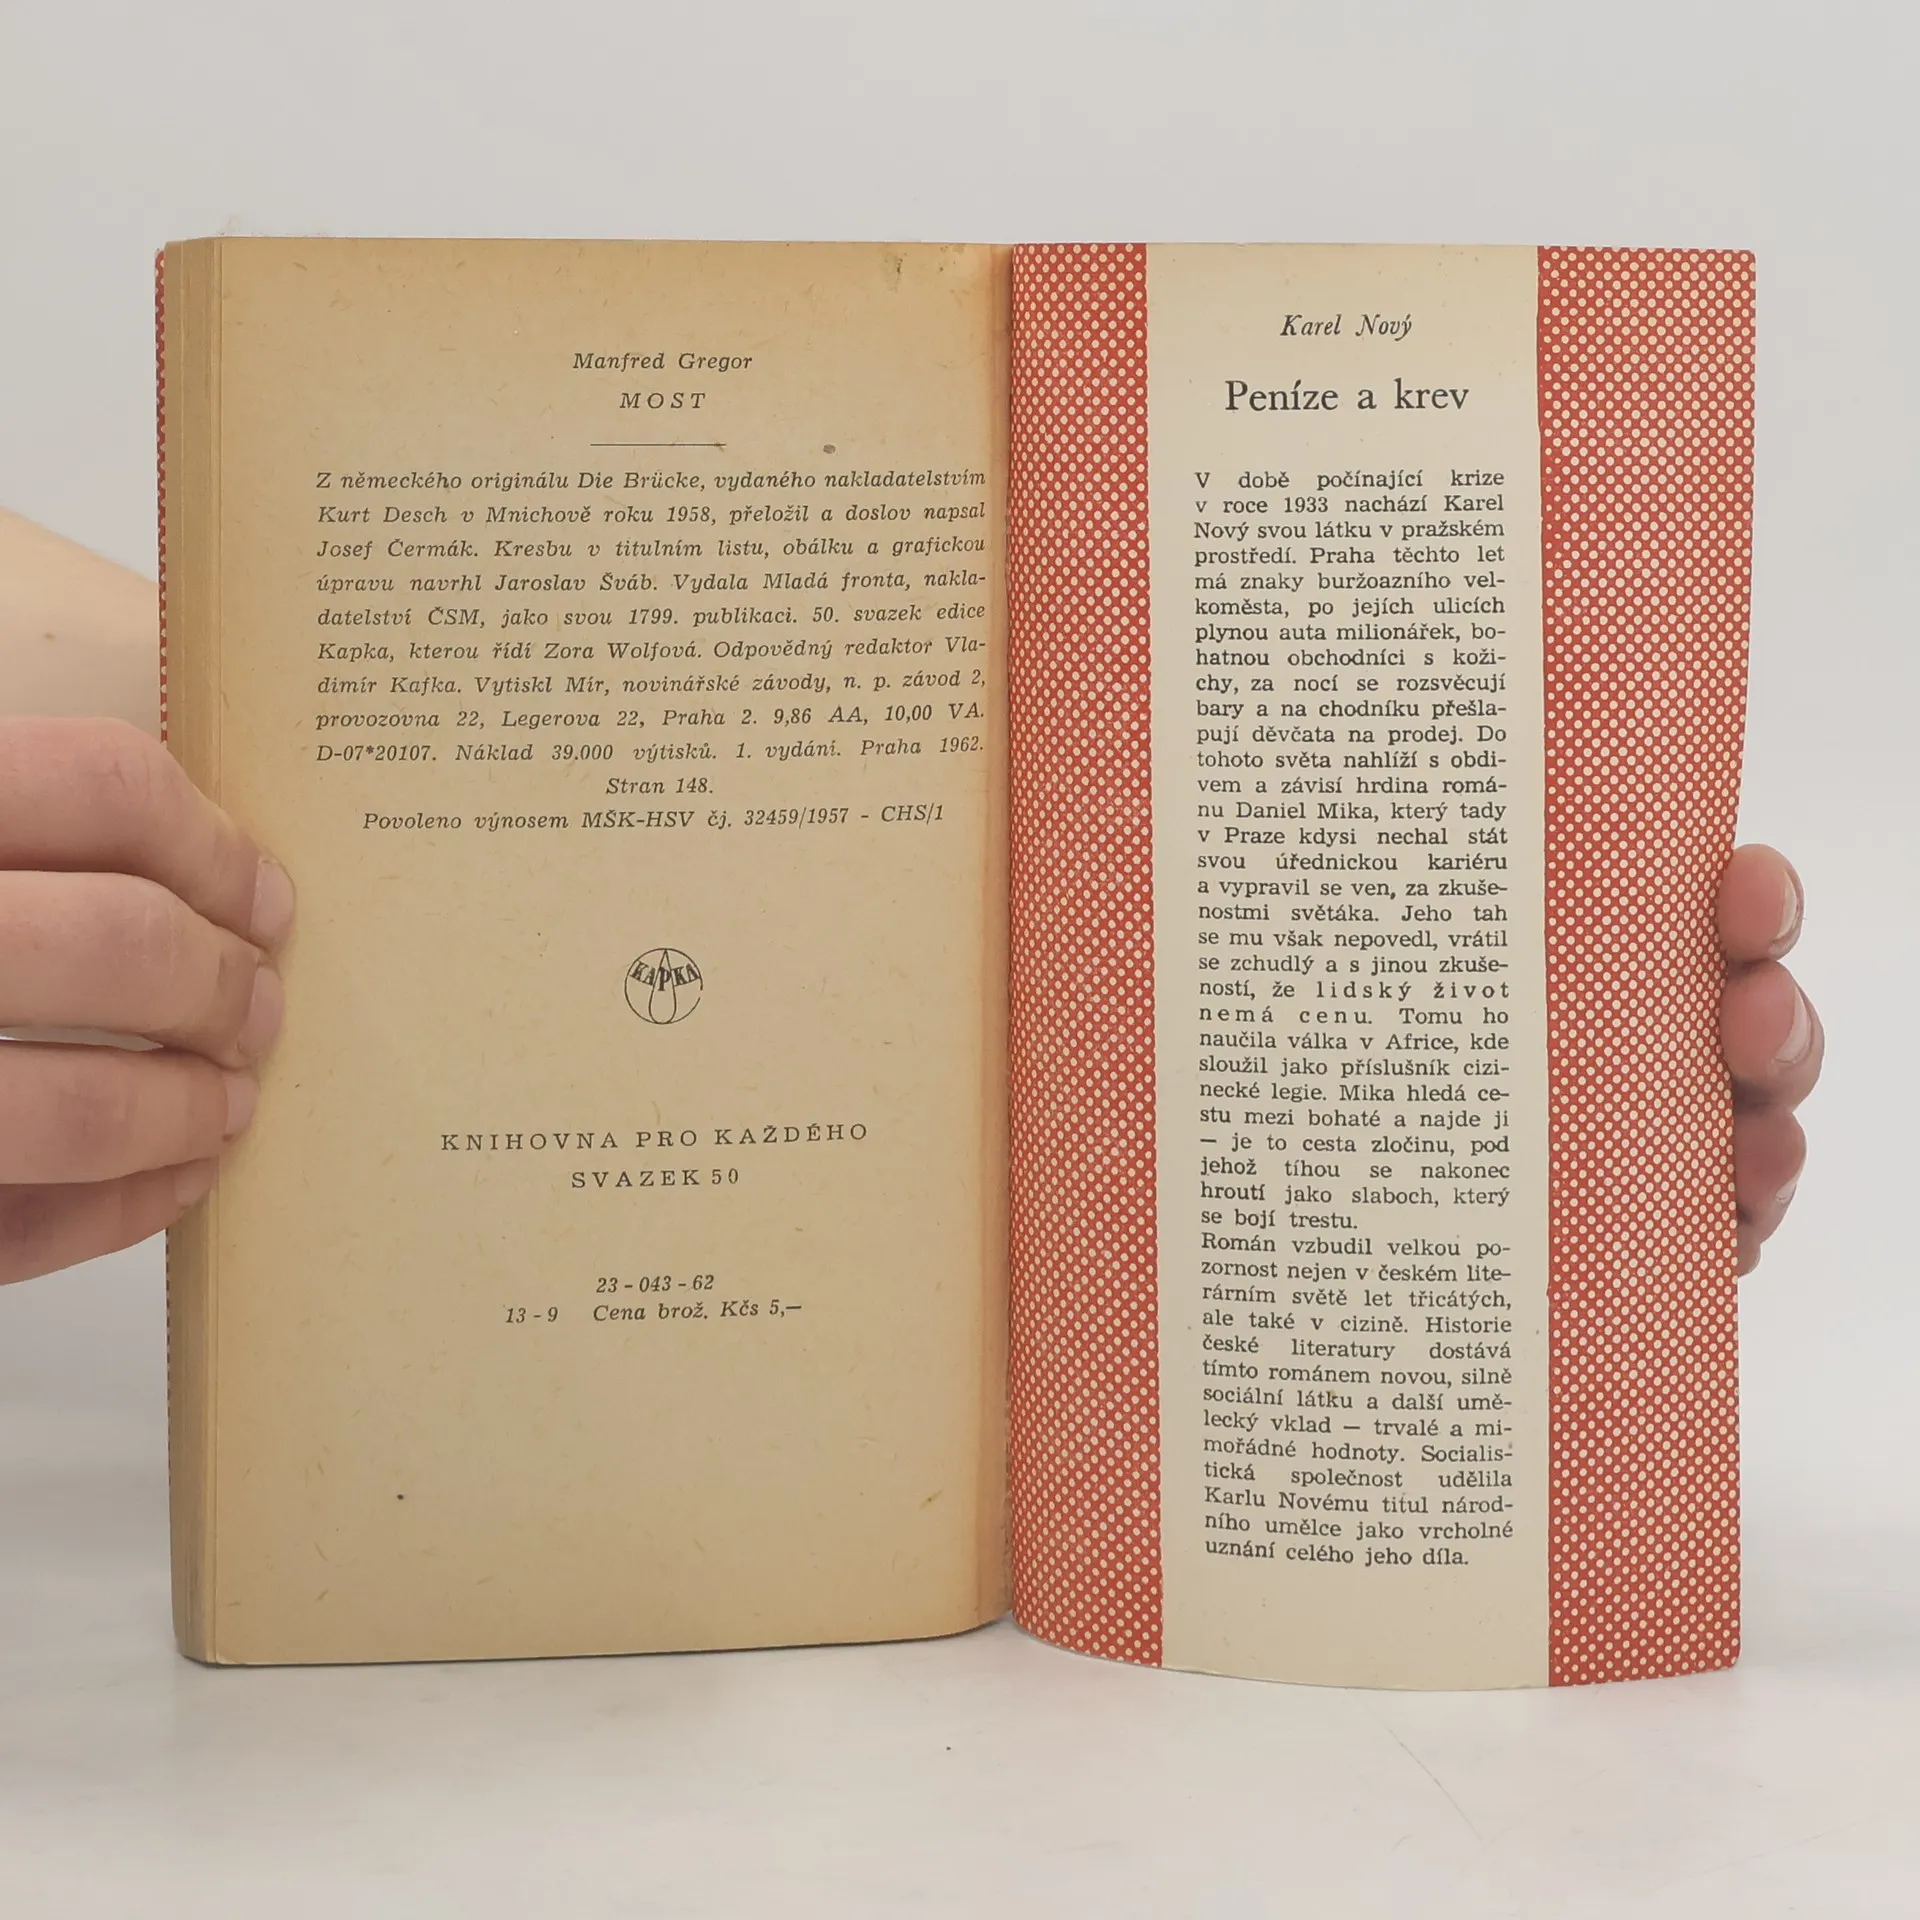 Manfred Gregor
MOST
Z německého originálu Die Brücke, vydaného nakladatelstvím
Kurt Desch v Mnichově roku 1958, přeložil a doslov napsal
Josef Čermák. Kresbu v titulním listu, obálku a grafickou
úpravu navrhl Jaroslav Šváb. Vydala Mladá fronta, nakla-
datelství ČSM, jako svou 1799. publikaci. 50. svazek edice
Kapka, kterou řídí Zora Wolfová. Odpovědný redaktor Vla-
dimír Kafka. Vytiskl Mír, novinářské závody, n. p. závod 2,
provozovna 22, Legerova 22, Praha 2. 9,86 AA, 10,00 VA.
D-07*20107. Náklad 39.000 výtisků. 1. vydání. Praha 1962.
Stran 148.
Povoleno výnosem MŠK-HSV čj. 32459/1957 - CHS/1
KAPKA
KNIHOVNA PRO KAŽDÉHO
SVAZEK 50
23 - 043 - 62
13 - 9 Cena brož. Kčs 5,—
Karel Nový
Peníze a krev
V době počínající krize
v roce 1933 nachází Karel
Nový svou látku v pražském
prostředí. Praha těchto let
má znaky buržoazního vel-
koměsta, po jejích ulicích
plynou auta milionářek, bo-
hatnou obchodníci s koži-
chy, za nocí se rozsvěcují
bary a na chodníku přešla-
pují děvčata na prodej. Do
tohoto světa nahlíží s obdi-
vem a závisí hrdina romá-
nu Daniel Mika, který tady
v Praze kdysi nechal stát
svou úřednickou kariéru
a vypravil se ven, za zkuše-
nostmi světáka. Jeho tah
se mu však nepovedl, vrátil
se zchudlý a s jinou zkuše-
ností, že lidský život
nemá cenu. Tomu ho
naučila válka v Africe, kde
sloužil jako příslušník cizi-
necké legie. Mika hledá ce-
stu mezi bohaté a najde ji
— je to cesta zločinu, pod
jehož tíhou se nakonec
hroutí jako slaboch, který
se bojí trestu.
Román vzbudil velkou po-
zornost nejen v českém lite-
rárním světě let třicátých,
ale také v cizině. Historie
české literatury dostává
tímto románem novou, silně
sociální látku a další umě-
lecký vklad — trvalé a mi-
mořádné hodnoty. Socialis-
tická společnost udělila
Karlu Novému titul národ-
ního umělce jako vrcholné
uznání celého jeho díla.